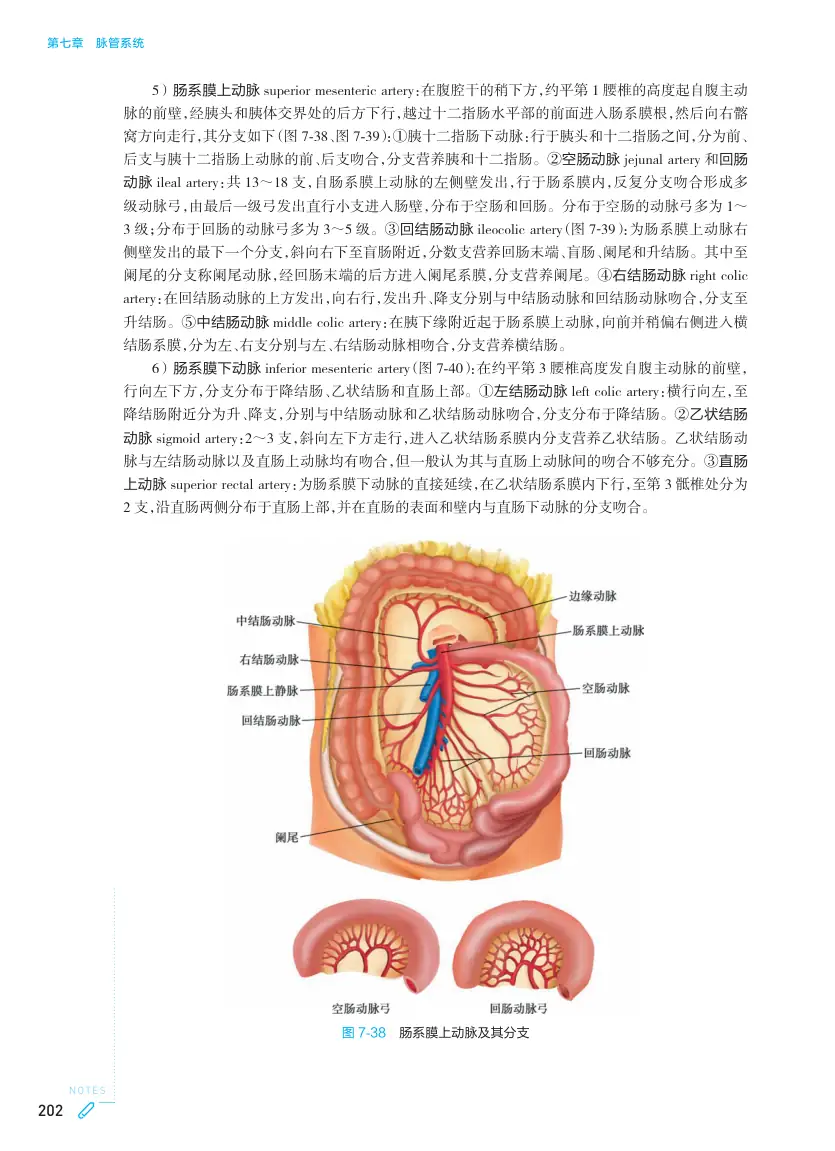 第七章 脉管系统
5）肠系膜上动脉 superior mesenteric artery：在腹腔干的稍下方，约平第 1 腰椎的高度起自腹主动
脉的前壁，经胰头和胰体交界处的后方下行，越过十二指肠水平部的前面进入肠系膜根，然后向右髂
窝方向走行，其分支如下（图 7-38、图 7-39）：①胰十二指肠下动脉：行于胰头和十二指肠之间，分为前、
后支与胰十二指肠上动脉的前、后支吻合，分支营养胰和十二指肠。②空肠动脉 jejunal artery 和回肠
动脉 ileal artery：共 13～18 支，自肠系膜上动脉的左侧壁发出，行于肠系膜内，反复分支吻合形成多
级动脉弓，由最后一级弓发出直行小支进入肠壁，分布于空肠和回肠。分布于空肠的动脉弓多为 1～
3 级；分布于回肠的动脉弓多为 3～5 级。③回结肠动脉 ileocolic artery（图 7-39）：为肠系膜上动脉右
侧壁发出的最下一个分支，斜向右下至盲肠附近，分数支营养回肠末端、盲肠、阑尾和升结肠。其中至
阑尾的分支称阑尾动脉，经回肠末端的后方进入阑尾系膜，分支营养阑尾。④右结肠动脉 right colic
artery：在回结肠动脉的上方发出，向右行，发出升、降支分别与中结肠动脉和回结肠动脉吻合，分支至
升结肠。⑤中结肠动脉 middle colic artery：在胰下缘附近起于肠系膜上动脉，向前并稍偏右侧进入横
结肠系膜，分为左、右支分别与左、右结肠动脉相吻合，分支营养横结肠。
6）肠系膜下动脉 inferior mesenteric artery（图 7-40）：在约平第 3 腰椎高度发自腹主动脉的前壁，
行向左下方，分支分布于降结肠、乙状结肠和直肠上部。①左结肠动脉 left colic artery：横行向左，至
降结肠附近分为升、降支，分别与中结肠动脉和乙状结肠动脉吻合，分支分布于降结肠。②乙状结肠
动脉 sigmoid artery：2～3 支，斜向左下方走行，进入乙状结肠系膜内分支营养乙状结肠。乙状结肠动
脉与左结肠动脉以及直肠上动脉均有吻合，但一般认为其与直肠上动脉间的吻合不够充分。③直肠
上动脉 superior rectal artery：为肠系膜下动脉的直接延续，在乙状结肠系膜内下行，至第 3 骶椎处分为
2 支，沿直肠两侧分布于直肠上部，并在直肠的表面和壁内与直肠下动脉的分支吻合。
边缘动脉
中结肠动脉
肠系膜上动脉
右结肠动脉
空肠动脉
肠系膜上静脉
回结肠动脉
回肠动脉
阑尾
空肠动脉弓
回肠动脉弓
图 7-38 肠系膜上动脉及其分支
NOTES
202